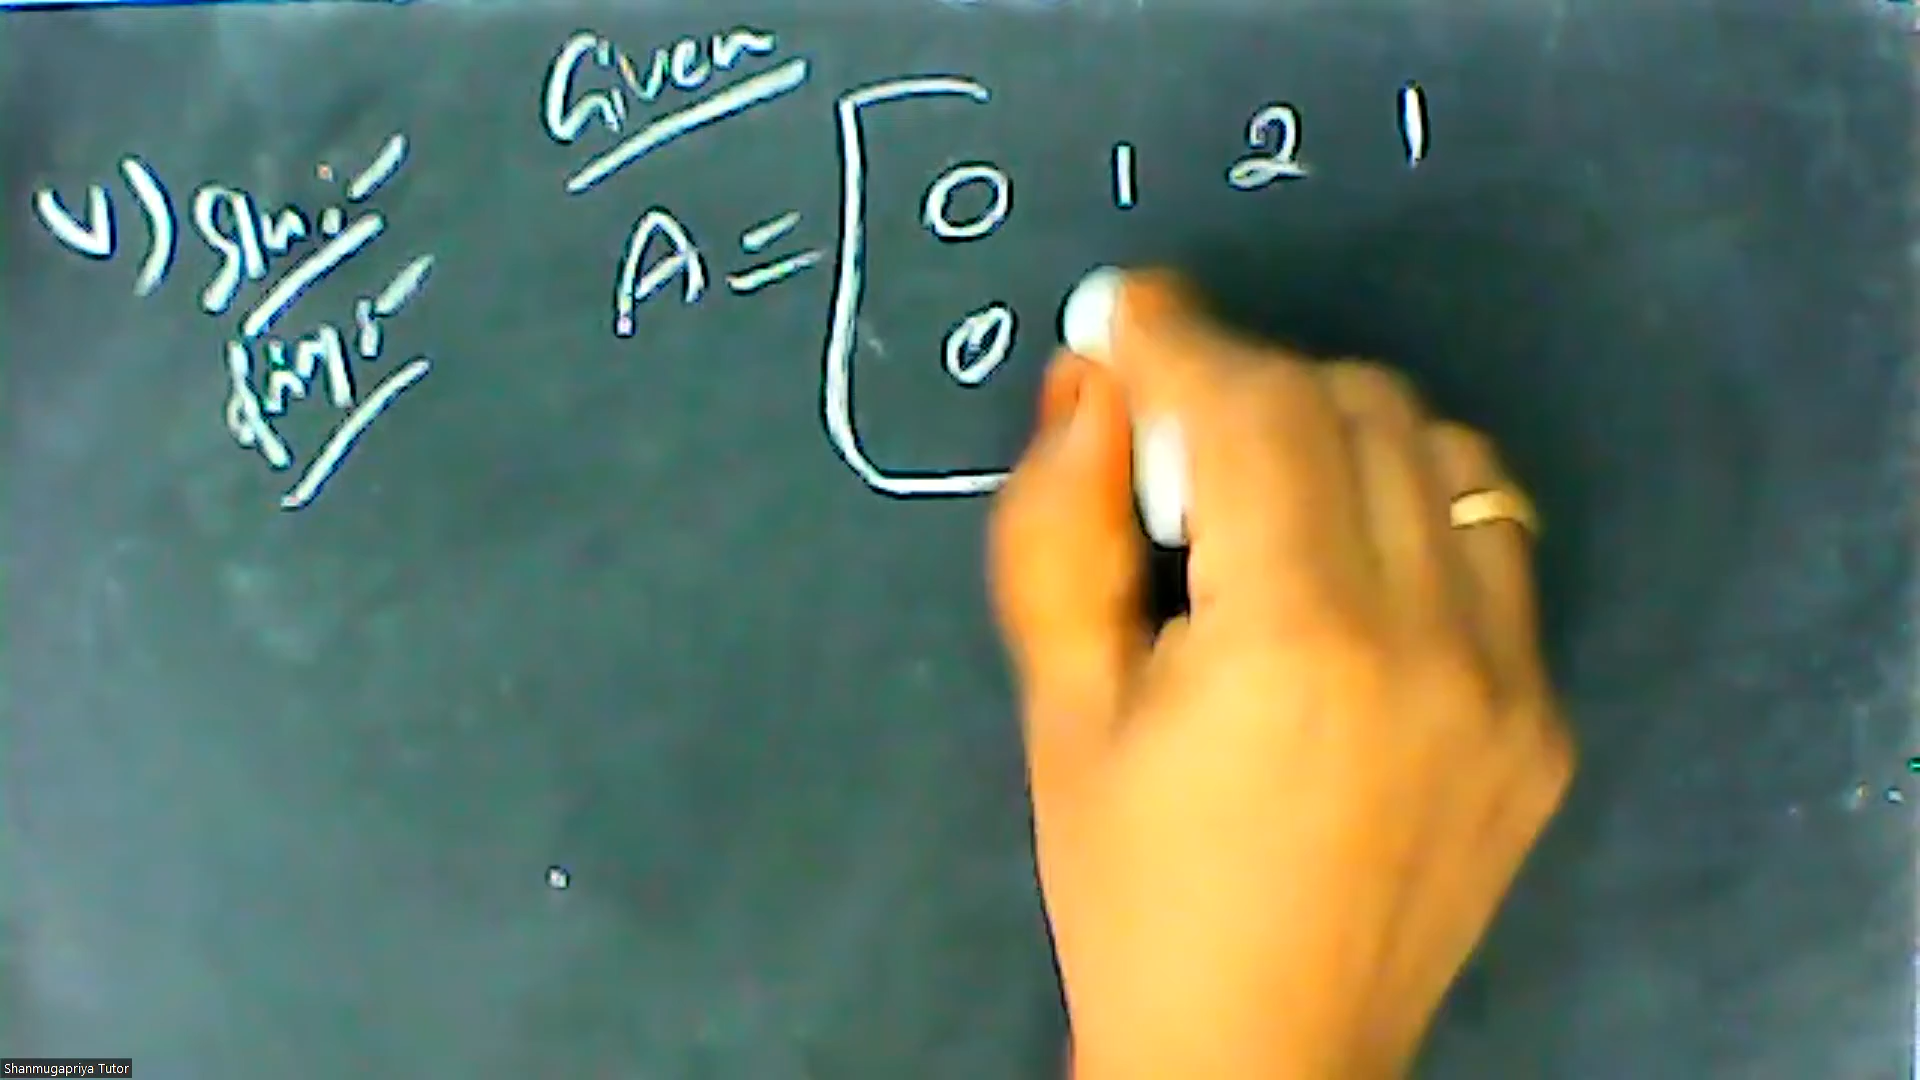 Given
v)
A = [ 0 1 2 1
0
Shanmugapriya Tutor